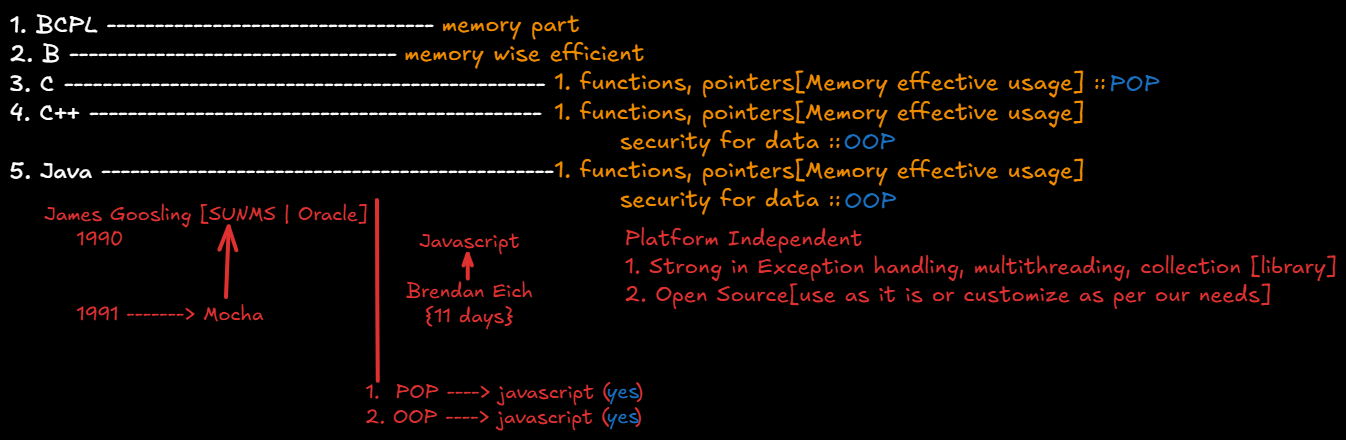 1. BCPL ---------------------------------- memory part
2. B ---------------------------------- memory wise efficient
3. C -------------------------------------------------- 1. functions, pointers[Memory effective usage] :: POP
4. C++ ----------------------------------------------- 1. functions, pointers[Memory effective usage]
security for data :: OOP
5. Java -----------------------------------------------1. functions, pointers[Memory effective usage]
security for data :: OOP
James Goosling [SUNMS | Oracle]
1990
1991 -------> Mocha
Javascript
Brendan Eich
{11 days}
Platform Independent
1. Strong in Exception handling, multithreading, collection [library]
2. Open Source[use as it is or customize as per our needs]
1. POP ----> javascript (yes)
2. OOP ----> javascript (yes)